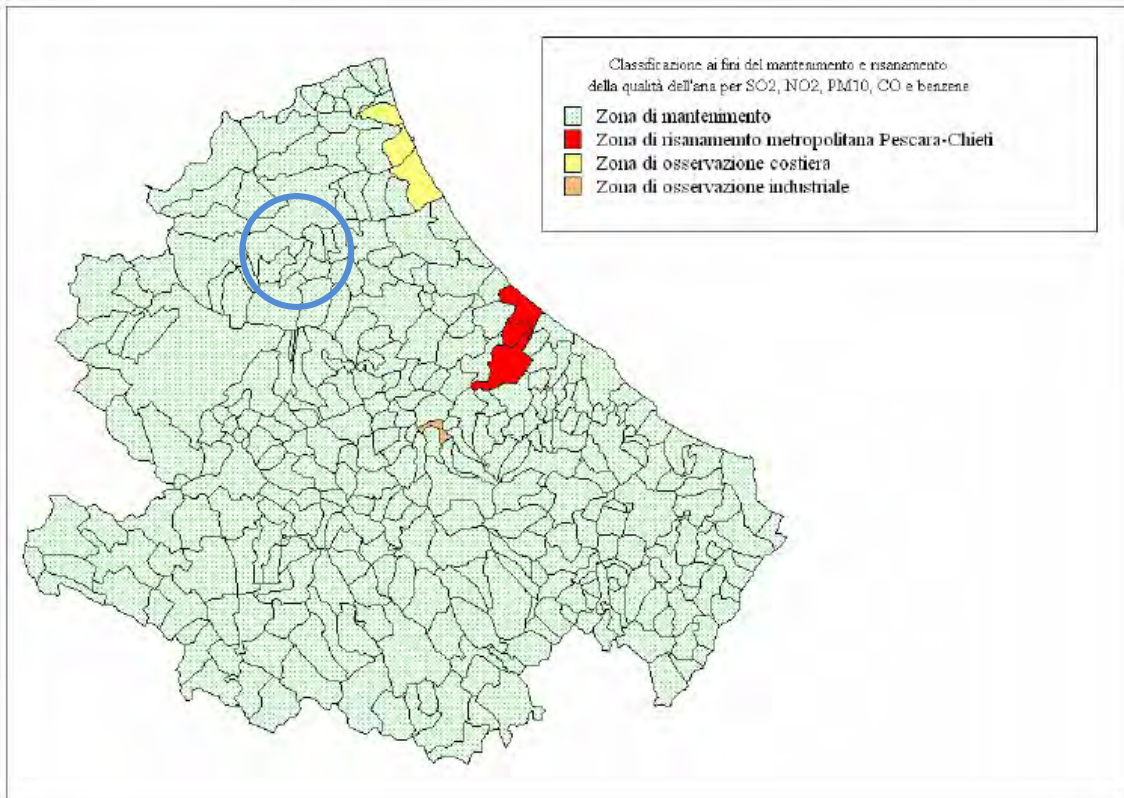 Classificazione ai fini del mantenimento e risanamento
della qualità dell'aria per SO2, NO2, PM10, CO e benzene
Zona di mantenimento
Zona di risanamemto metropolitana Pescara-Chieti
Zona di osservazione costiera
Zona di osservazione industriale